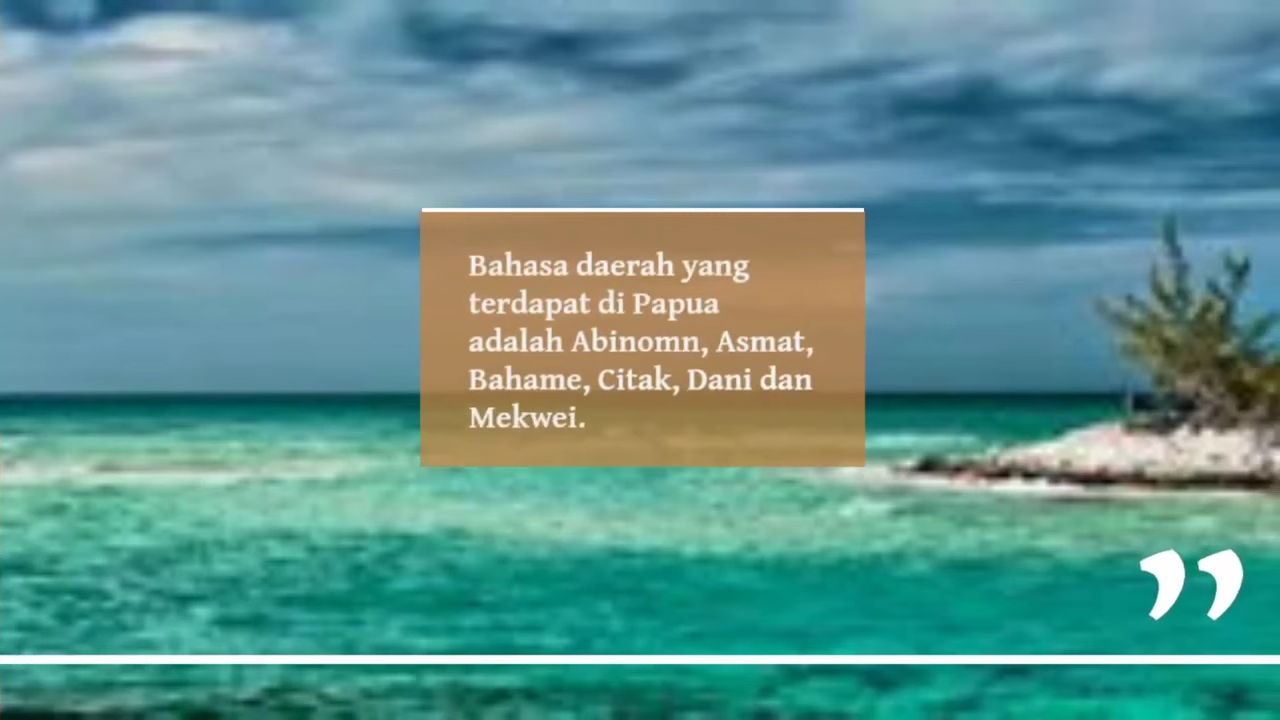 Bahasa daerah yang
terdapat di Papua
adalah Abinomn, Asmat,
Bahame, Citak, Dani dan
Mekwei.
”